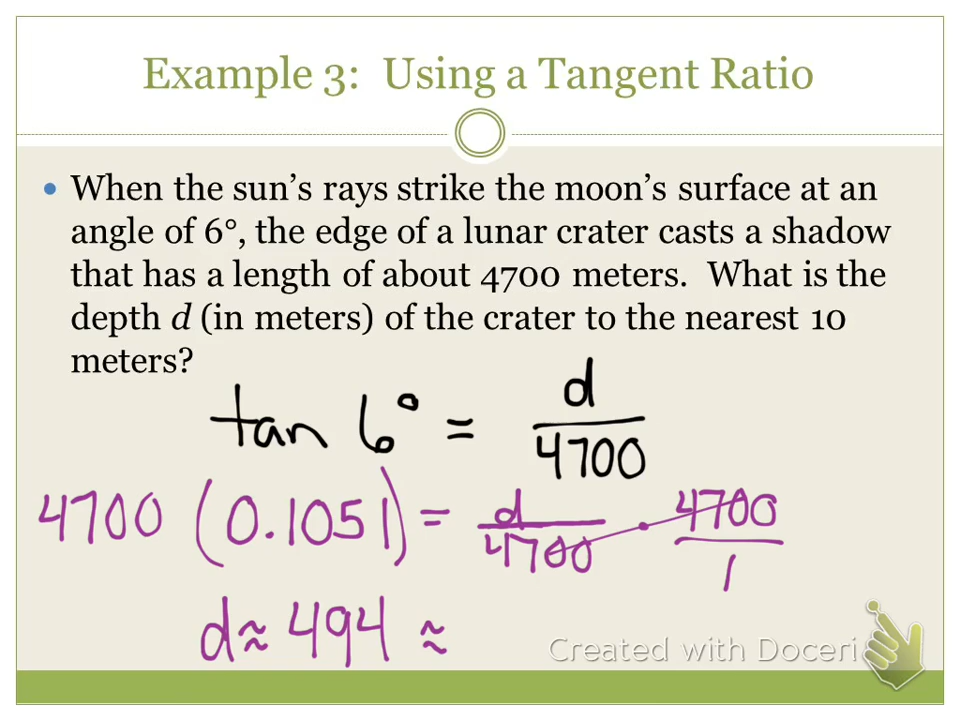 Example 3: Using a Tangent Ratio
• When the sun's rays strike the moon's surface at an
angle of 6°, the edge of a lunar crater casts a shadow
that has a length of about 4700 meters. What is the
depth d (in meters) of the crater to the nearest 10
meters?
tan 6° = d/4700
4700 (0.1051) = d/4700 · 4700/1
d ≈ 494 ≈
Created with Doceri